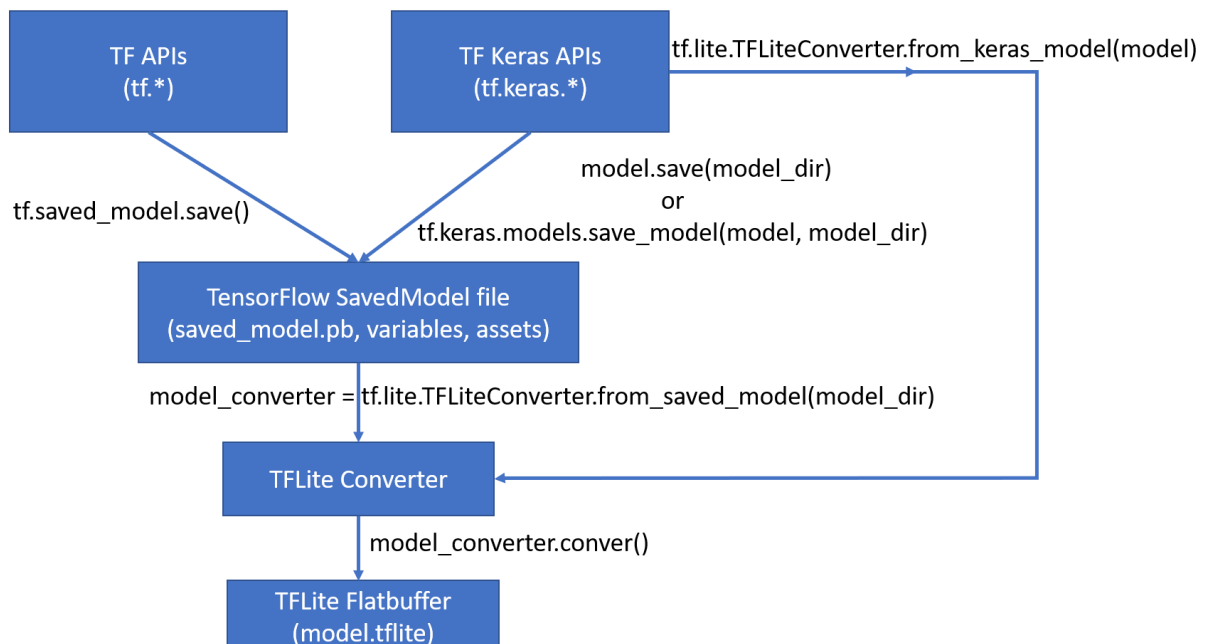 TF APIs
(tf.*)
TF Keras APIs
(tf.keras.*)
tf.lite.TFLiteConverter.from_keras_model(model)
tf.saved_model.save()
model.save(model_dir)
or
tf.keras.models.save_model(model, model_dir)
TensorFlow SavedModel file
(saved_model.pb, variables, assets)
model_converter = tf.lite.TFLiteConverter.from_saved_model(model_dir)
TFLite Converter
model_converter.conver()
TFLite Flatbuffer
(model.tflite)